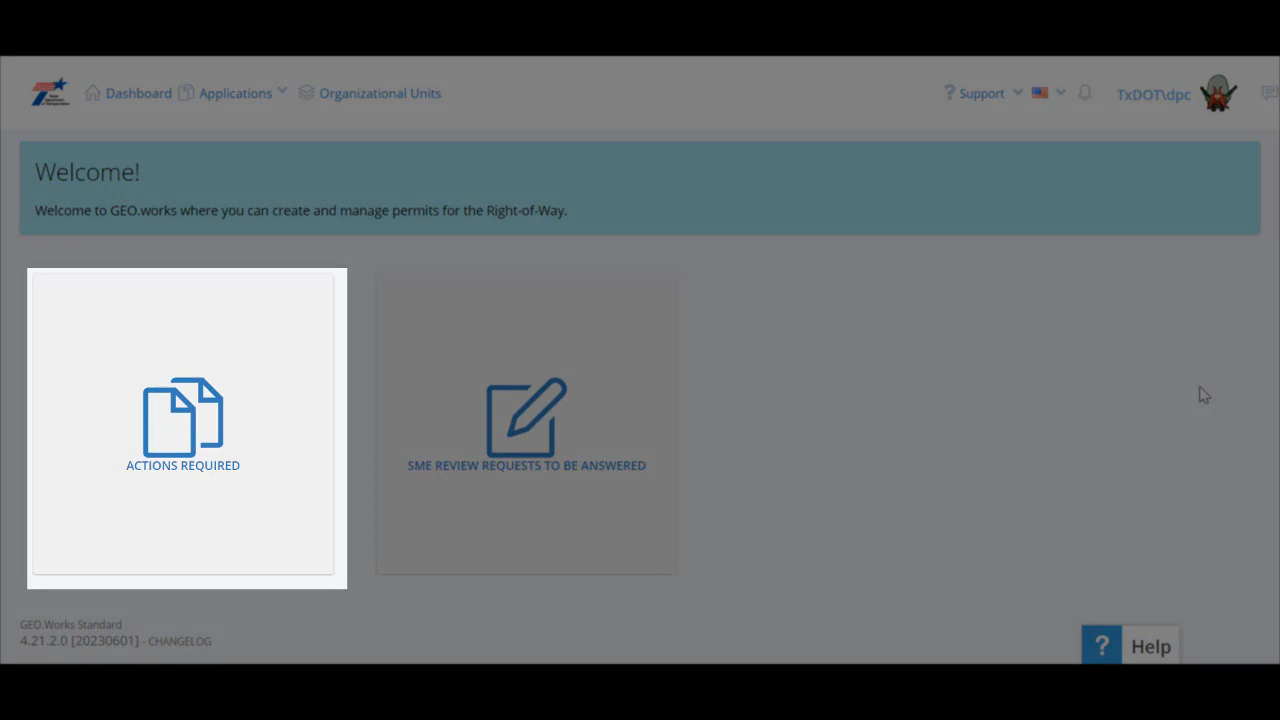 Dashboard Applications Organizational Units ? Support TxDOT\dpc
Welcome!
Welcome to GEO.works where you can create and manage permits for the Right-of-Way.
ACTIONS REQUIRED
SME REVIEW REQUESTS TO BE ANSWERED
GEO.Works Standard
4.21.2.0 [20230601] - CHANGELOG
? Help